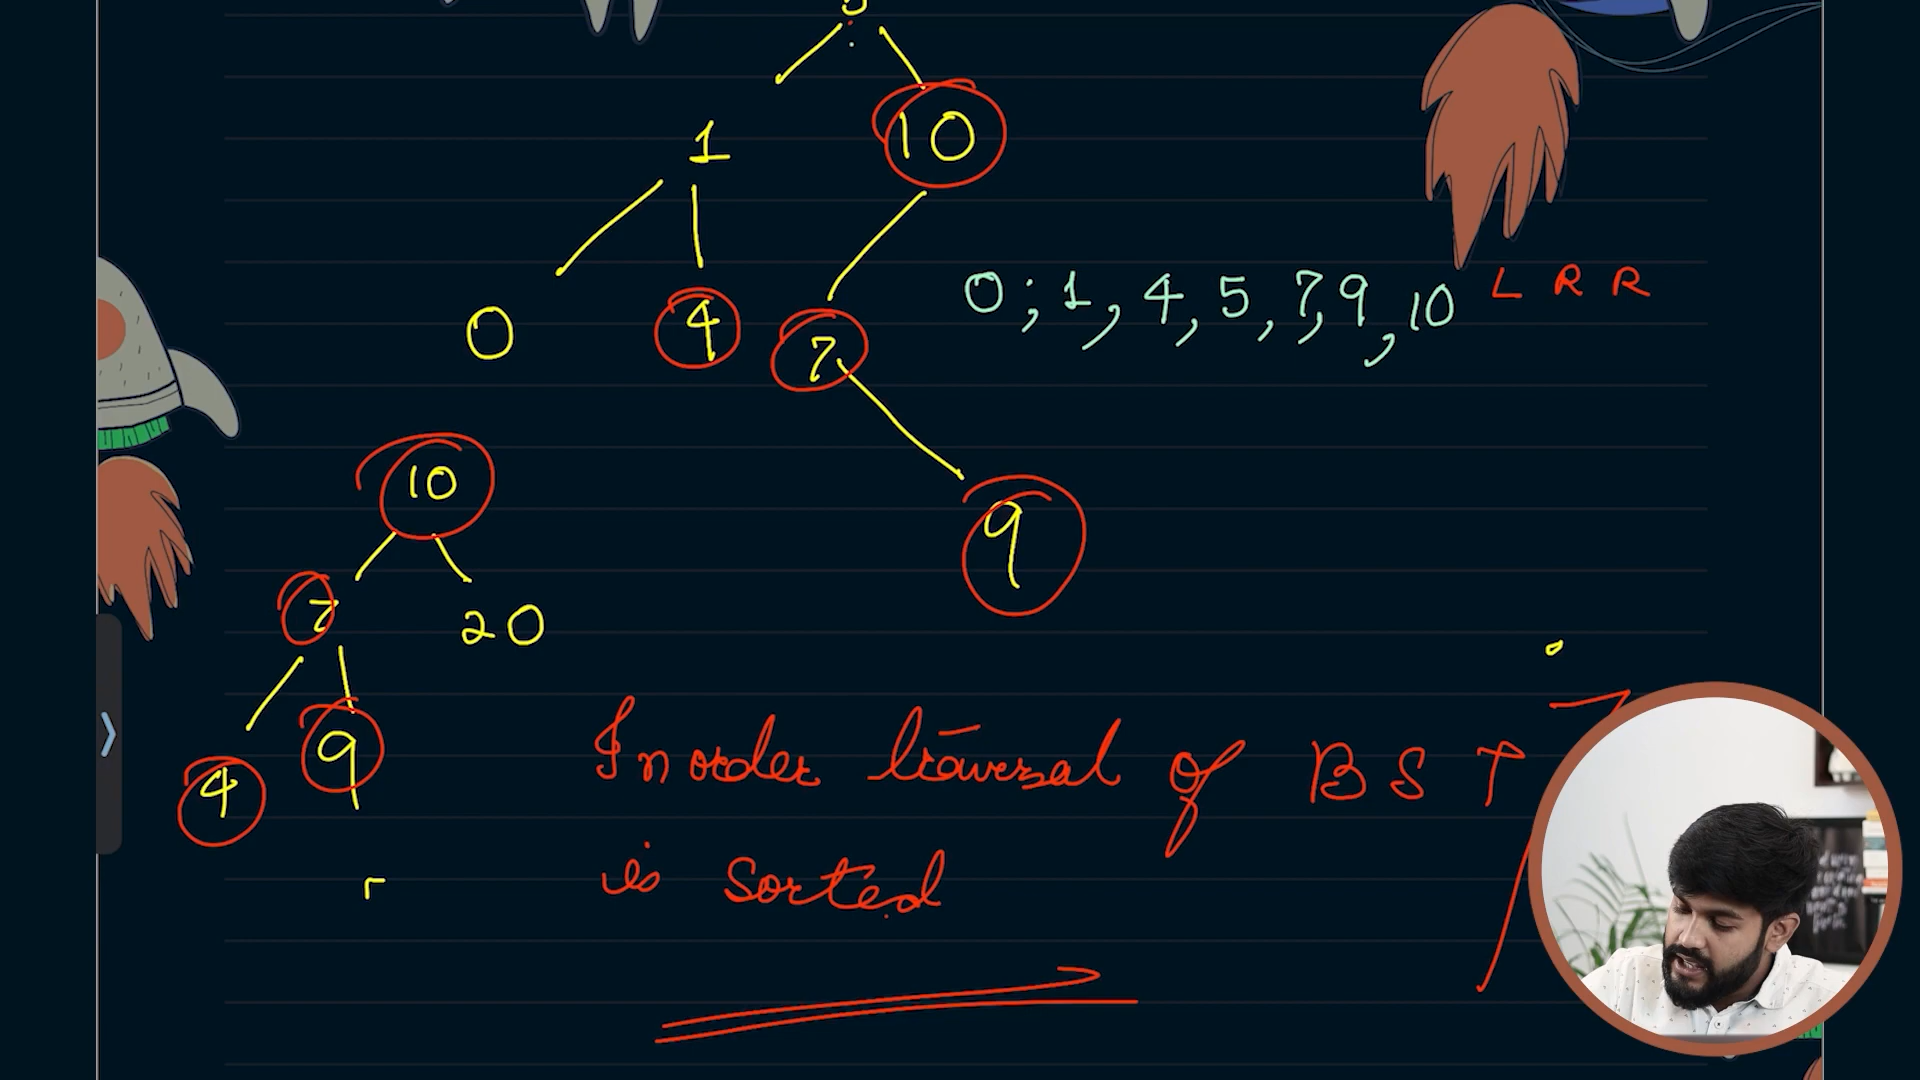 5
10
1
0 4 7
0; 1, 4, 5, 7, 9, 10 L R R
9
10
7 20
4 9
Inorder traversal of BST
is sorted